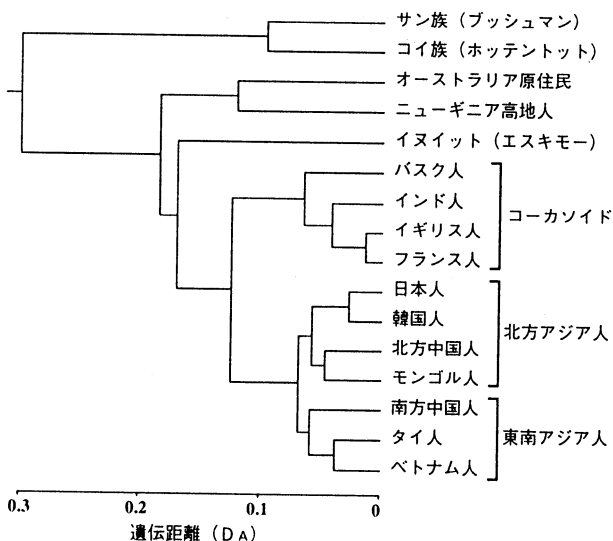 サン族（ブッシュマン）
コイ族（ホッテントット）
オーストラリア原住民
ニューギニア高地人
イヌイット（エスキモー）
バスク人
インド人
イギリス人
フランス人
コーカソイド
日本人
韓国人
北方中国人
モンゴル人
北方アジア人
南方中国人
タイ人
ベトナム人
東南アジア人
0.3 0.2 0.1 0
遺伝距離（DA）